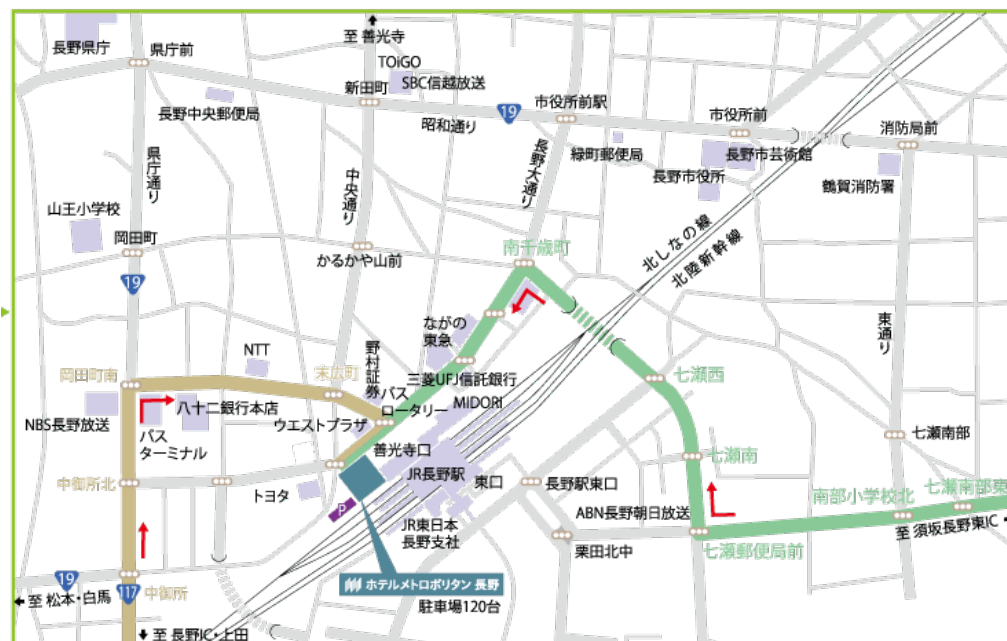 至 善光寺
長野県庁
県庁前
TOiGO
SBC信越放送
新田町
長野中央郵便局
19
昭和通り
市役所前駅
市役所前
消防局前
緑町郵便局
長野市芸術館
長野市役所
鶴賀消防署
県庁通り
中央通り
長野大通り
山王小学校
岡田町
かるかや山前
南千歳町
北しなの線
北陸新幹線
19
東通り
ながの
東急
NTT
末広町
野村証券
三菱UFJ信託銀行
岡田町南
七瀬西
バス
ロータリー
MIDORI
NBS長野放送
八十二銀行本店
ウエストプラザ
バス
ターミナル
善光寺口
七瀬南部
七瀬南
中御所北
トヨタ
JR長野駅
東口
長野駅東口
南部小学校北
七瀬南部東
P
ABN長野朝日放送
JR東日本
長野支社
栗田北中
七瀬郵便局前
至 須坂長野東IC
19
117
中御所
ホテルメトロポリタン 長野
至 松本・白馬
駐車場120台
至 長野IC・上田